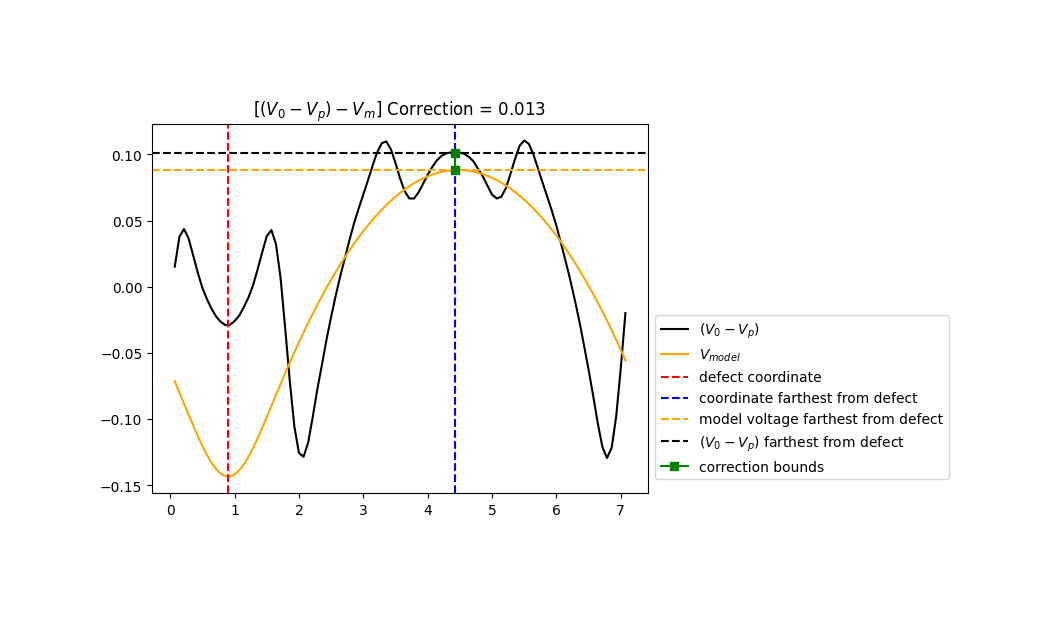 [(V₀ − Vₚ) − Vₘ] Correction = 0.013
0.10
0.05
0.00
−0.05
−0.10
−0.15
0 1 2 3 4 5 6 7
(V₀ − Vₚ)
Vₘₒdₑₗ
defect coordinate
coordinate farthest from defect
model voltage farthest from defect
(V₀ − Vₚ) farthest from defect
correction bounds